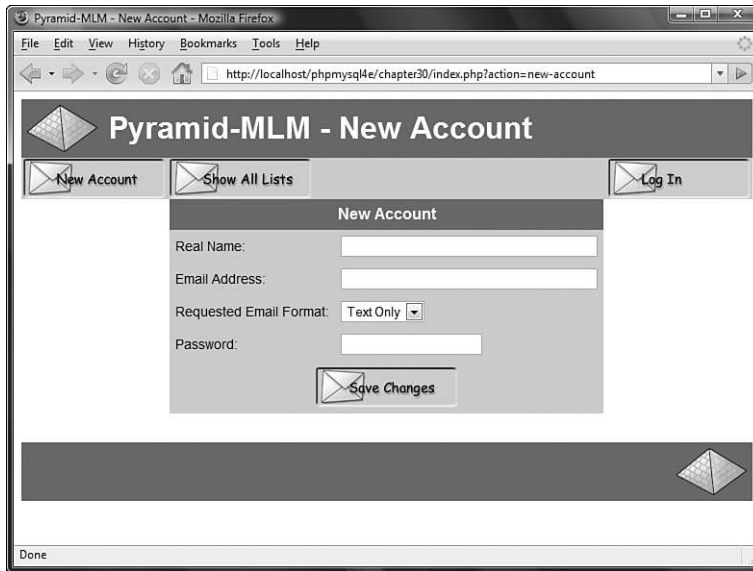 Pyramid-MLM - New Account - Mozilla Firefox
File Edit View History Bookmarks Tools Help
http://localhost/phpmysql4e/chapter30/index.php?action=new-account
Pyramid-MLM - New Account
New Account Show All Lists Log In
New Account
Real Name:
Email Address:
Requested Email Format: Text Only
Password:
Save Changes
Done